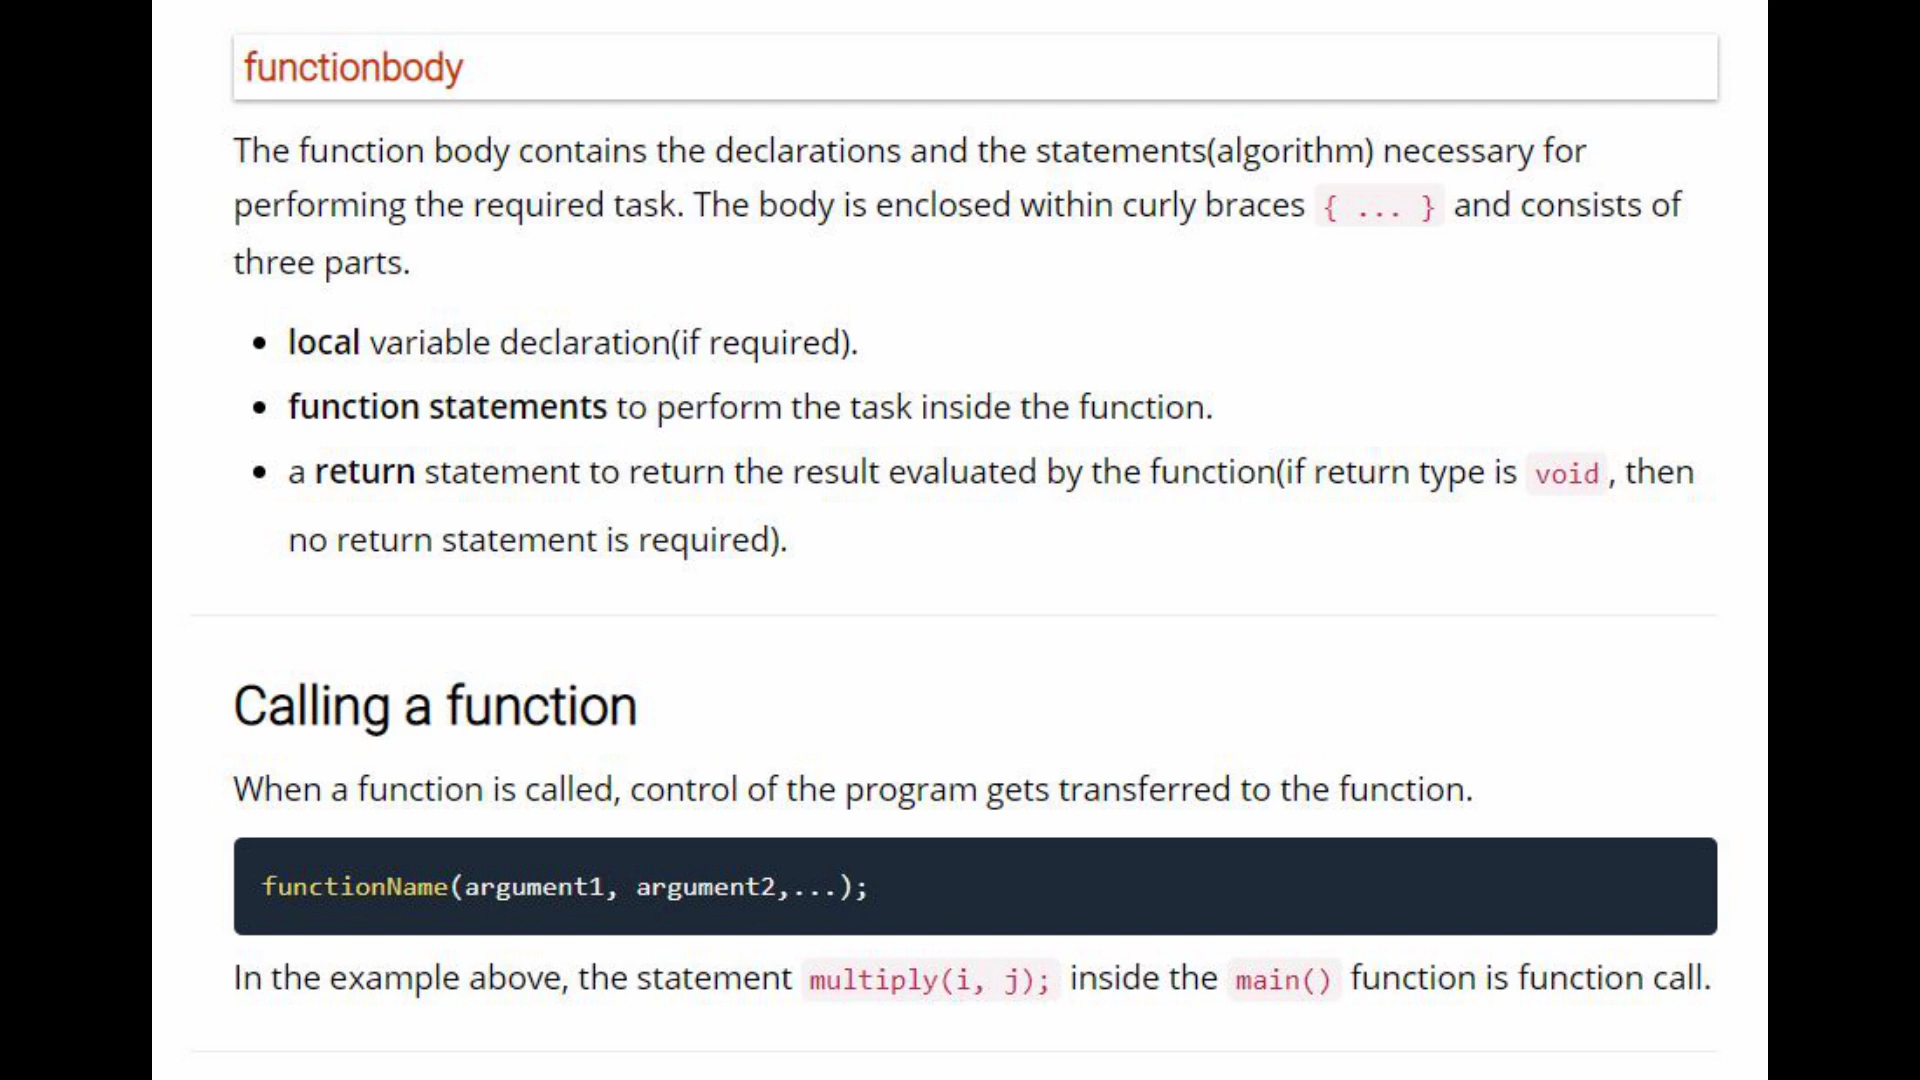 functionbody
The function body contains the declarations and the statements(algorithm) necessary for
performing the required task. The body is enclosed within curly braces { ... } and consists of
three parts.
• local variable declaration(if required).
• function statements to perform the task inside the function.
• a return statement to return the result evaluated by the function(if return type is void, then
no return statement is required).
Calling a function
When a function is called, control of the program gets transferred to the function.
functionName(argument1, argument2,...);
In the example above, the statement multiply(i, j); inside the main() function is function call.